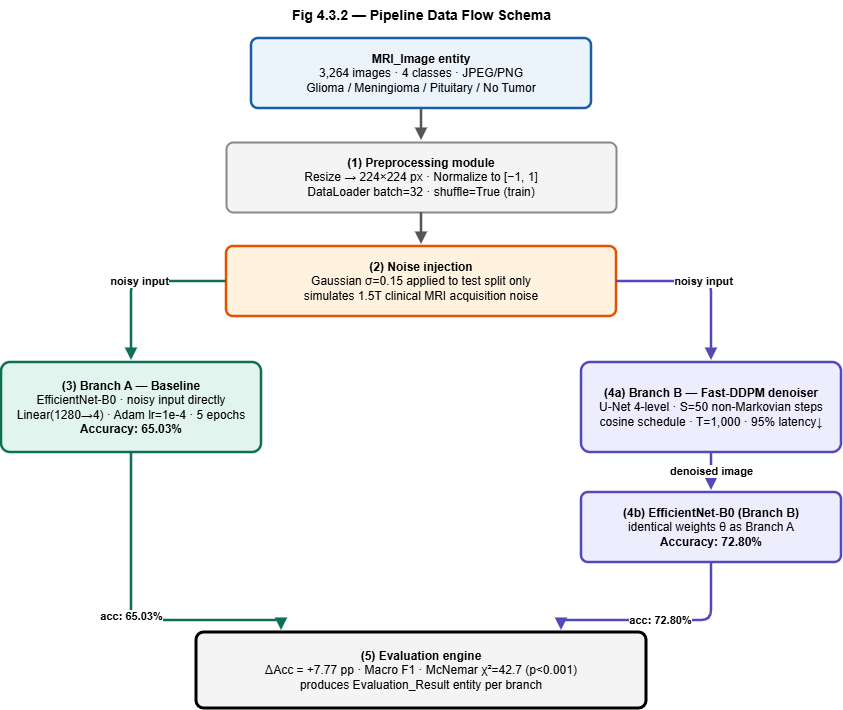 Fig 4.3.2 — Pipeline Data Flow Schema
MRI_Image entity
3,264 images · 4 classes · JPEG/PNG
Glioma / Meningioma / Pituitary / No Tumor
(1) Preprocessing module
Resize → 224×224 px · Normalize to [−1, 1]
DataLoader batch=32 · shuffle=True (train)
(2) Noise injection
Gaussian σ=0.15 applied to test split only
simulates 1.5T clinical MRI acquisition noise
noisy input
noisy input
(3) Branch A — Baseline
EfficientNet-B0 · noisy input directly
Linear(1280→4) · Adam lr=1e-4 · 5 epochs
Accuracy: 65.03%
(4a) Branch B — Fast-DDPM denoiser
U-Net 4-level · S=50 non-Markovian steps
cosine schedule · T=1,000 · 95% latency↓
denoised image
(4b) EfficientNet-B0 (Branch B)
identical weights θ as Branch A
Accuracy: 72.80%
acc: 65.03%
acc: 72.80%
(5) Evaluation engine
ΔAcc = +7.77 pp · Macro F1 · McNemar χ²=42.7 (p<0.001)
produces Evaluation_Result entity per branch